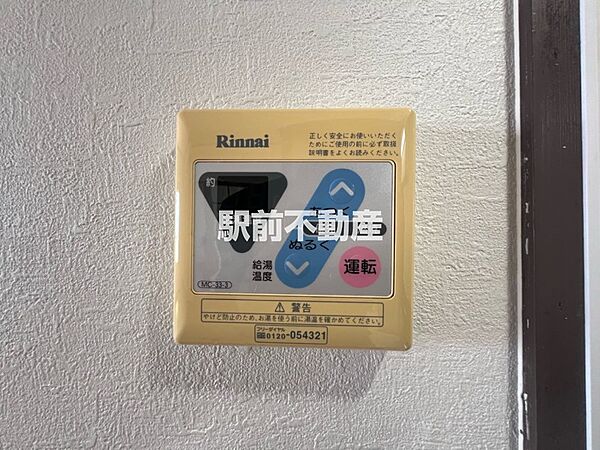 Rinnai
正しく安全にお使いいただく
ためにご使用の前に必ず取扱
説明書をよくお読みください。
約
駅前不動産
ぬるく
給湯
温度
運転
MC-33-3
⚠ 警告
やけど防止のため、お湯を使う前に湯温を確かめてください。
フリーダイヤル
0120-054321